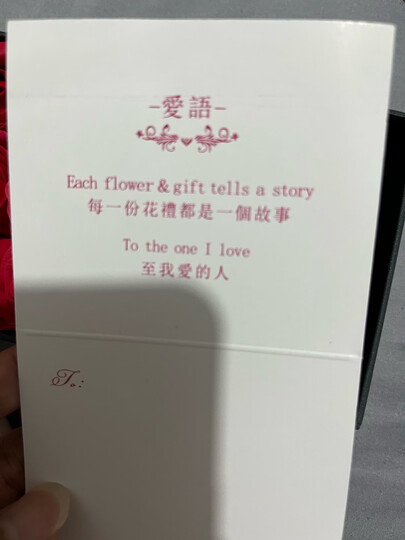 -愛語-
Each flower & gift tells a story
每一份花禮都是一個故事
To the one I love
至我愛的人
To: